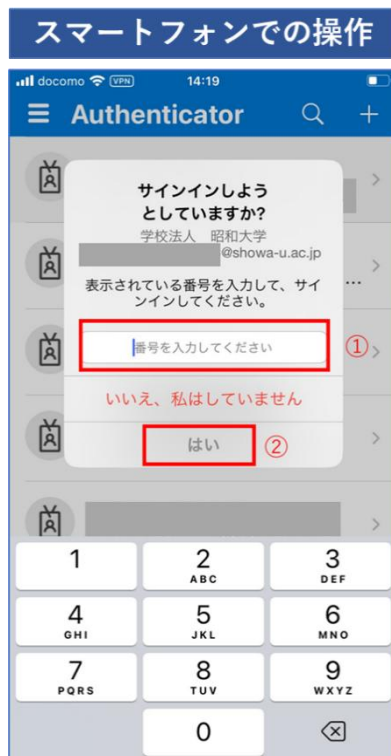 スマートフォンでの操作
docomo VPN 14:19
Authenticator
サインインしよう
としていますか?
学校法人 昭和大学
@showa-u.ac.jp
表示されている番号を入力して、サイ
ンインしてください。
...
番号を入力してください ①
いいえ、私はしていません
はい ②
1 2 3
ABC DEF
4 5 6
GHI JKL MNO
7 8 9
PQRS TUV WXYZ
0